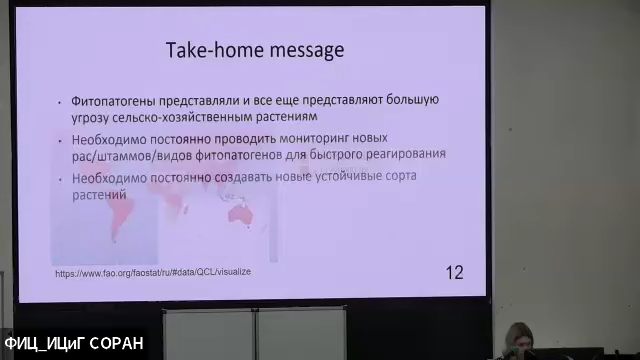 Take-home message
• Фитопатогены представляли и все еще представляют большую
угрозу сельско-хозяйственным растениям
• Необходимо постоянно проводить мониторинг новых
рас/штаммов/видов фитопатогенов для быстрого реагирования
• Необходимо постоянно создавать новые устойчивые сорта
растений
https://www.fao.org/faostat/ru/#data/QCL/visualize
12
ФИЦ_ИЦиГ СОРАН